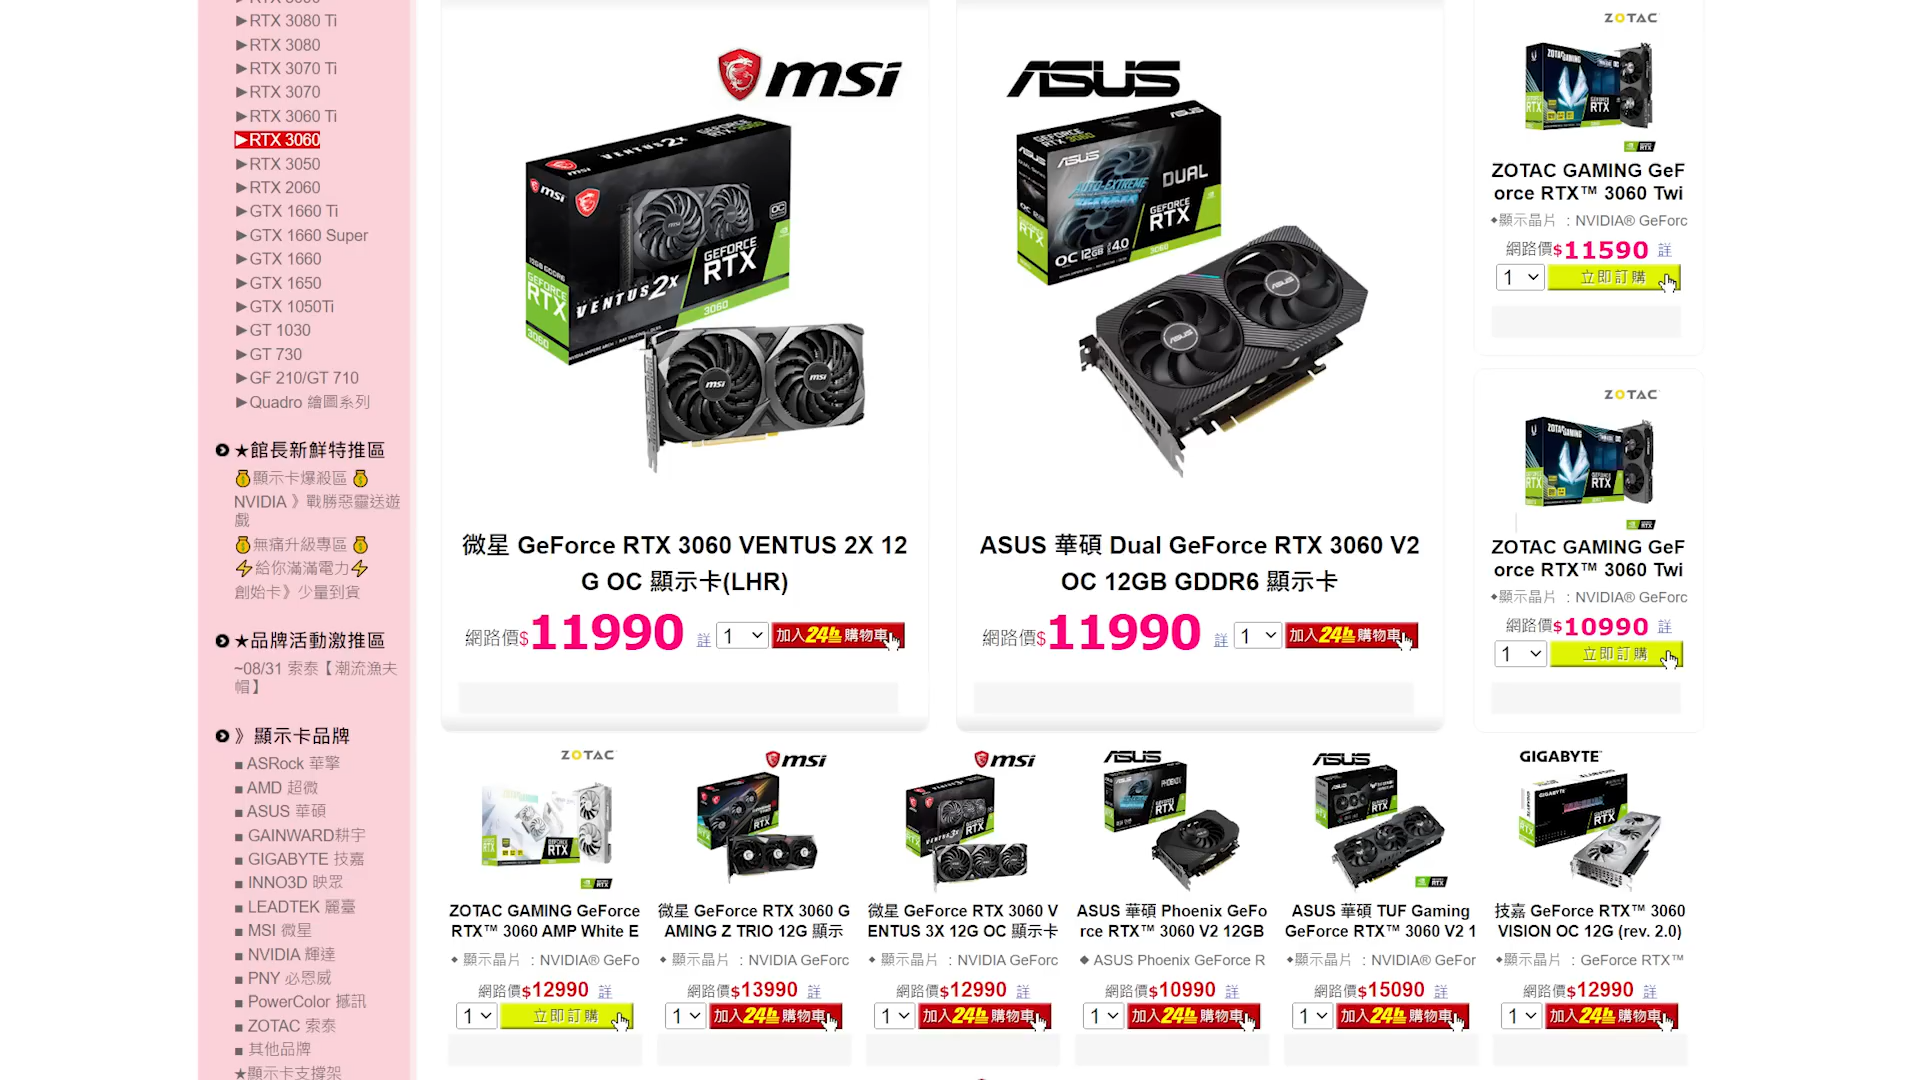 ▶RTX 3080 Ti
▶RTX 3080
▶RTX 3070 Ti
▶RTX 3070
▶RTX 3060 Ti
▶RTX 3060
▶RTX 3050
▶RTX 2060
▶GTX 1660 Ti
▶GTX 1660 Super
▶GTX 1660
▶GTX 1650
▶GTX 1050Ti
▶GT 1030
▶GT 730
▶GF 210/GT 710
▶Quadro 繪圖系列
★館長新鮮特推區
顯示卡爆殺區
NVIDIA 》戰勝惡靈送遊
戲
無痛升級專區
⚡給你滿滿電力⚡
創始卡》少量到貨
★品牌活動激推區
~08/31 索泰【潮流漁夫
帽】
》顯示卡品牌
■ ASRock 華擎
■ AMD 超微
■ ASUS 華碩
■ GAINWARD耕宇
■ GIGABYTE 技嘉
■ INNO3D 映眾
■ LEADTEK 麗臺
■ MSI 微星
■ NVIDIA 輝達
■ PNY 必恩威
■ PowerColor 撼訊
■ ZOTAC 索泰
■ 其他品牌
★顯示卡支撐架
msi
VENTUS 2X
GEFORCE
RTX
3060
微星 GeForce RTX 3060 VENTUS 2X 12
G OC 顯示卡(LHR)
網路價$11990 詳 1 加入24h購物車
ASUS
ASUS
DUAL
AUTO-EXTREME
GEFORCE
RTX
OC 12GB 4.0
3060
ASUS 華碩 Dual GeForce RTX 3060 V2
OC 12GB GDDR6 顯示卡
網路價$11990 詳 1 加入24h購物車
ZOTAC
ZOTAC GAMING GeF
orce RTX™ 3060 Twi
◆顯示晶片 : NVIDIA® GeForc
網路價$11590 詳
1 立即訂購
ZOTAC
ZOTAC GAMING GeF
orce RTX™ 3060 Twi
◆顯示晶片 : NVIDIA® GeForc
網路價$10990 詳
1 立即訂購
ZOTAC
ZOTAC GAMING GeForce
RTX™ 3060 AMP White E
◆ 顯示晶片 : NVIDIA® GeFo
網路價$12990 詳
1 立即訂購
msi
微星 GeForce RTX 3060 G
AMING Z TRIO 12G 顯示
◆ 顯示晶片 : NVIDIA GeForc
網路價$13990 詳
1 加入24h購物車
msi
微星 GeForce RTX 3060 V
ENTUS 3X 12G OC 顯示卡
◆ 顯示晶片 : NVIDIA GeForc
網路價$12990 詳
1 加入24h購物車
ASUS
ASUS 華碩 Phoenix GeFo
rce RTX™ 3060 V2 12GB
◆ ASUS Phoenix GeForce R
網路價$10990 詳
1 加入24h購物車
ASUS
ASUS 華碩 TUF Gaming
GeForce RTX™ 3060 V2 1
◆顯示晶片 : NVIDIA® GeFor
網路價$15090 詳
1 加入24h購物車
GIGABYTE
技嘉 GeForce RTX™ 3060
VISION OC 12G (rev. 2.0)
◆顯示晶片 : GeForce RTX™
網路價$12990 詳
1 加入24h購物車